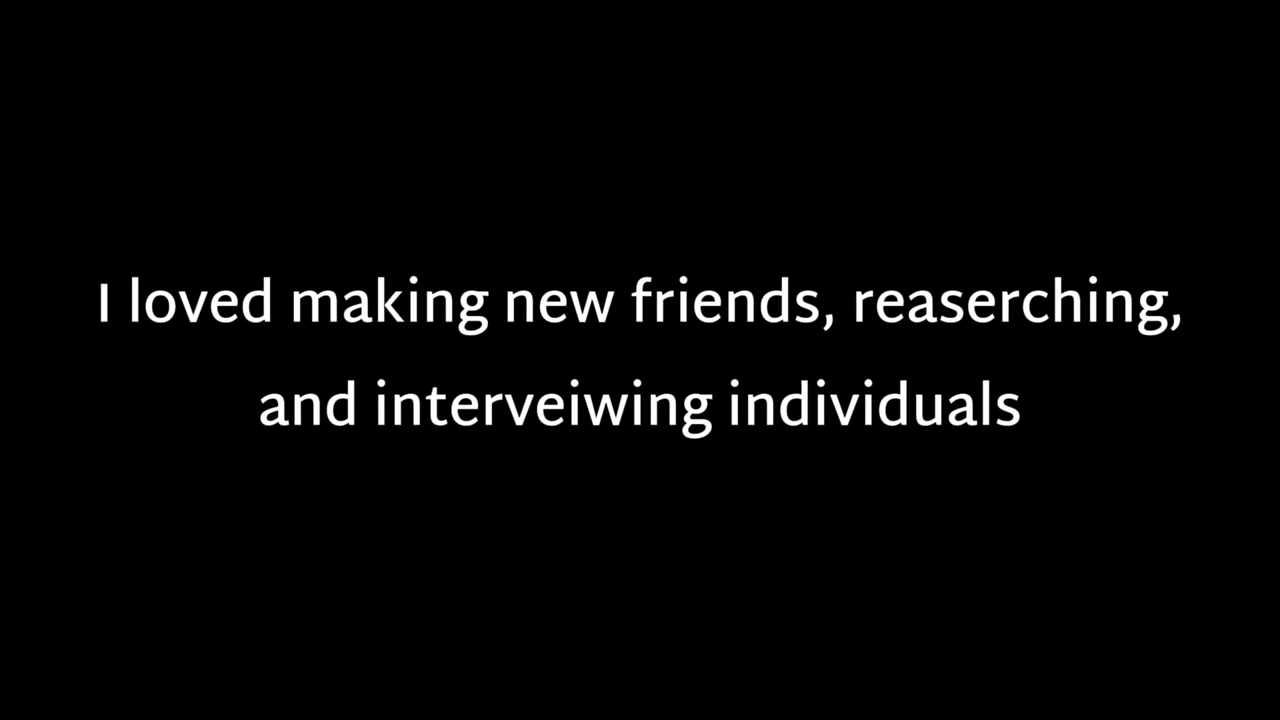 I loved making new friends, reaserching,
and interveiwing individuals